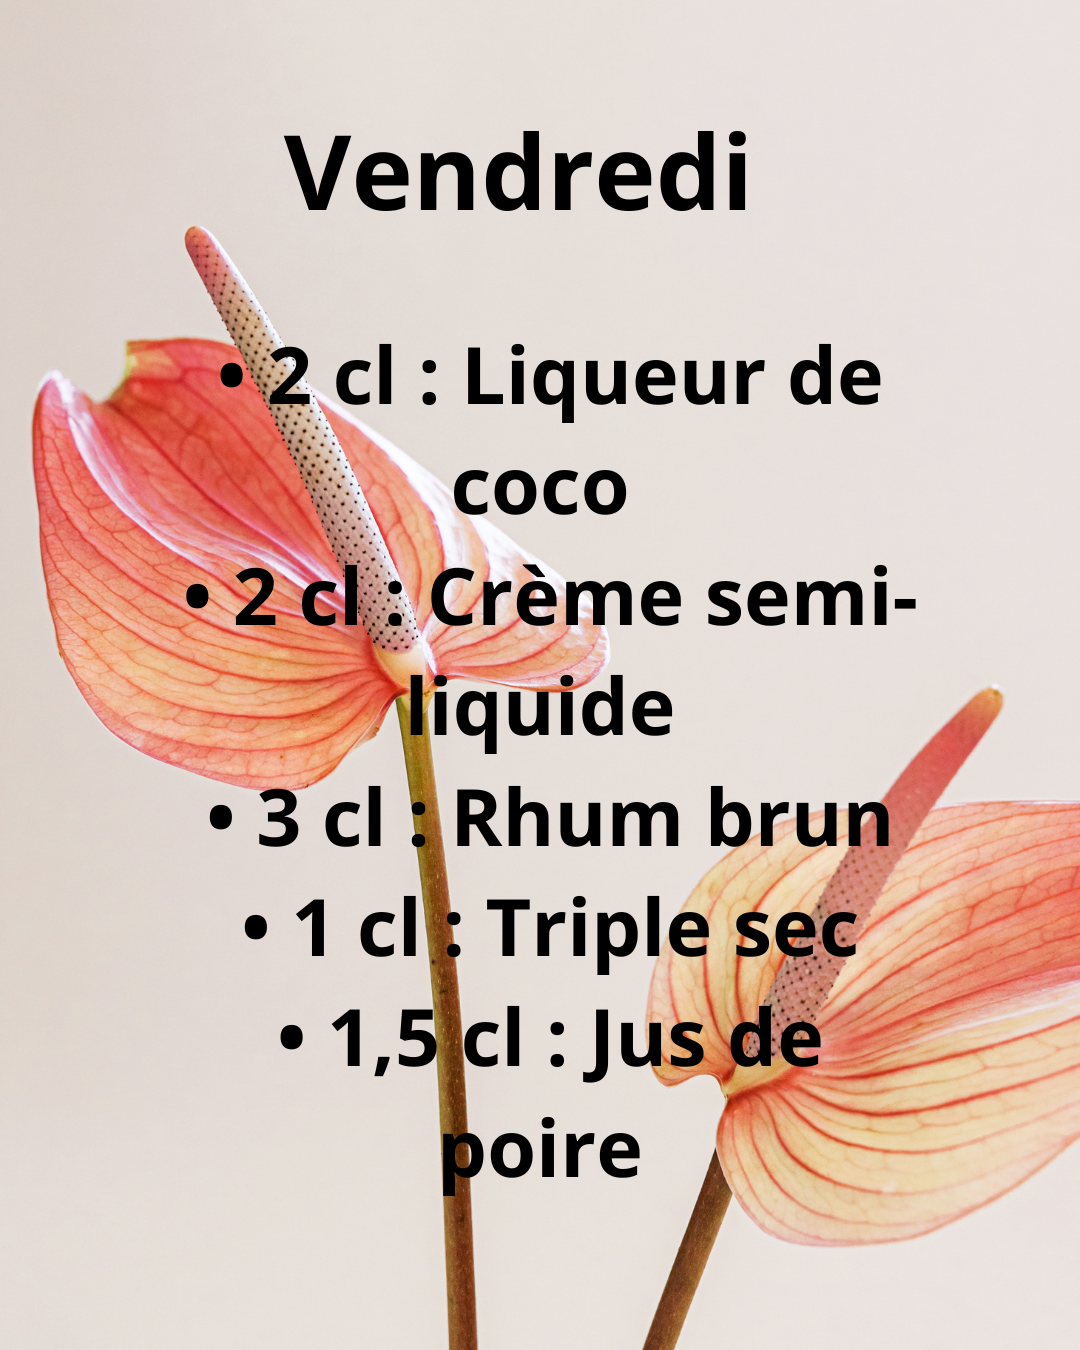 Vendredi
• 2 cl : Liqueur de
coco
• 2 cl : Crème semi-
liquide
• 3 cl : Rhum brun
• 1 cl : Triple sec
• 1,5 cl : Jus de
poire